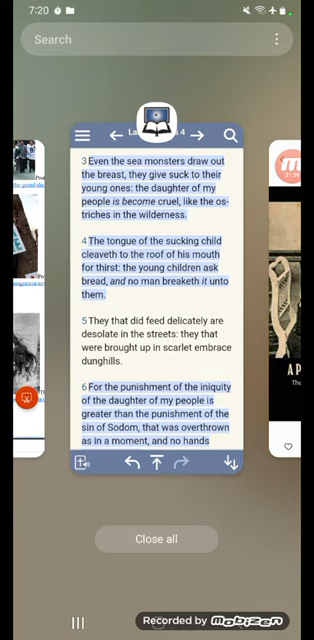 7:20
Search
3 Even the sea monsters draw out
the breast, they give suck to their
young ones: the daughter of my
people is become cruel, like the os-
triches in the wilderness.
4 The tongue of the sucking child
cleaveth to the roof of his mouth
for thirst: the young children ask
bread, and no man breaketh it unto
them.
5 They that did feed delicately are
desolate in the streets: they that
were brought up in scarlet embrace
dunghills.
6 For the punishment of the iniquity
of the daughter of my people is
greater than the punishment of the
sin of Sodom, that was overthrown
as in a moment, and no hands
Close all
Recorded by
mobizen